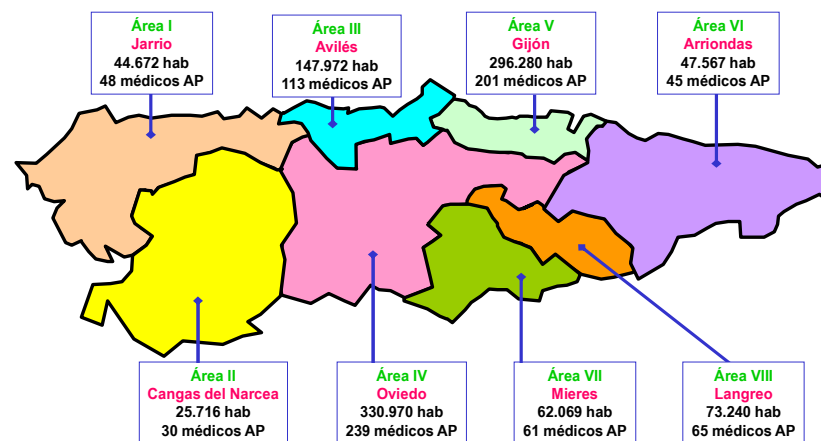 Área I
Jarrio
44.672 hab
48 médicos AP
Área III
Avilés
147.972 hab
113 médicos AP
Área V
Gijón
296.280 hab
201 médicos AP
Área VI
Arriondas
47.567 hab
45 médicos AP
Área II
Cangas del Narcea
25.716 hab
30 médicos AP
Área IV
Oviedo
330.970 hab
239 médicos AP
Área VII
Mieres
62.069 hab
61 médicos AP
Área VIII
Langreo
73.240 hab
65 médicos AP